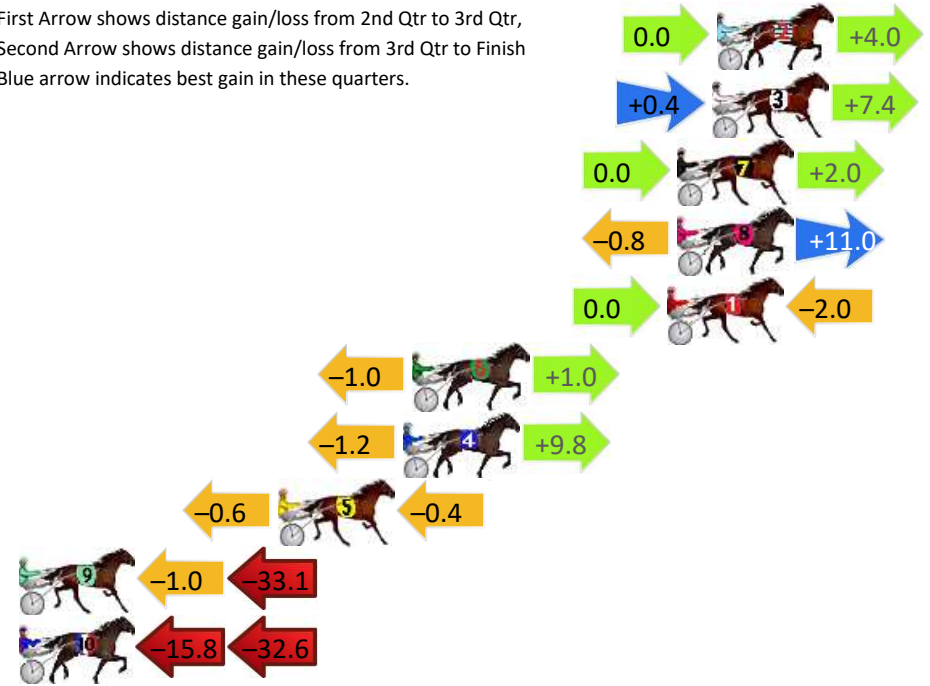 First Arrow shows distance gain/loss from 2nd Qtr to 3rd Qtr,
Second Arrow shows distance gain/loss from 3rd Qtr to Finish
Blue arrow indicates best gain in these quarters.
0.0 2 +4.0
+0.4 3 +7.4
0.0 7 +2.0
–0.8 8 +11.0
0.0 1 –2.0
–1.0 6 +1.0
–1.2 4 +9.8
–0.6 5 –0.4
9 –1.0 –33.1
10 –15.8 –32.6